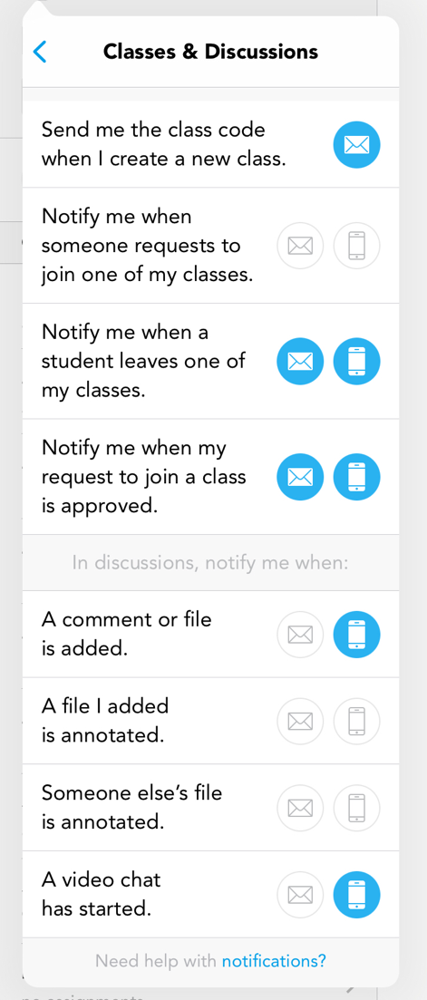 Classes & Discussions
Send me the class code
when I create a new class.
Notify me when
someone requests to
join one of my classes.
Notify me when a
student leaves one of
my classes.
Notify me when my
request to join a class
is approved.
In discussions, notify me when:
A comment or file
is added.
A file I added
is annotated.
Someone else’s file
is annotated.
A video chat
has started.
Need help with notifications?
no assignments